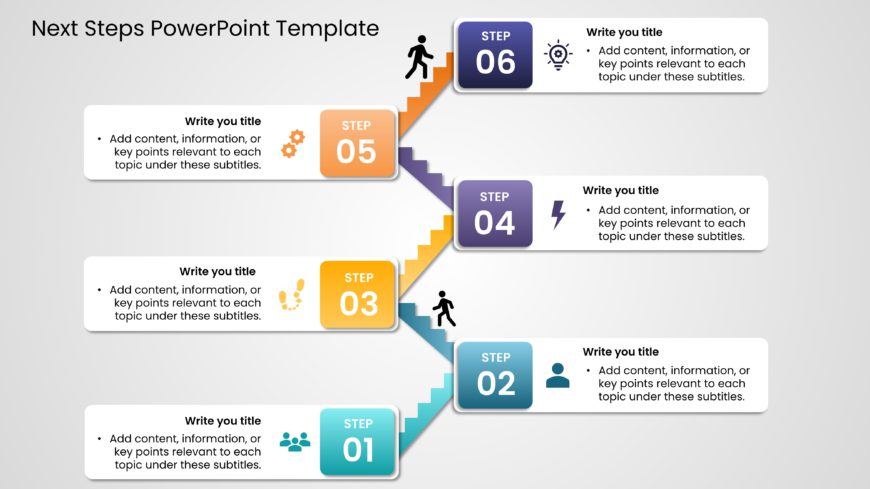 Next Steps PowerPoint Template
STEP
06
Write you title
• Add content, information, or
key points relevant to each
topic under these subtitles.
Write you title
• Add content, information, or
key points relevant to each
topic under these subtitles.
STEP
05
STEP
04
Write you title
• Add content, information, or
key points relevant to each
topic under these subtitles.
Write you title
• Add content, information, or
key points relevant to each
topic under these subtitles.
STEP
03
STEP
02
Write you title
• Add content, information, or
key points relevant to each
topic under these subtitles.
Write you title
• Add content, information, or
key points relevant to each
topic under these subtitles.
STEP
01